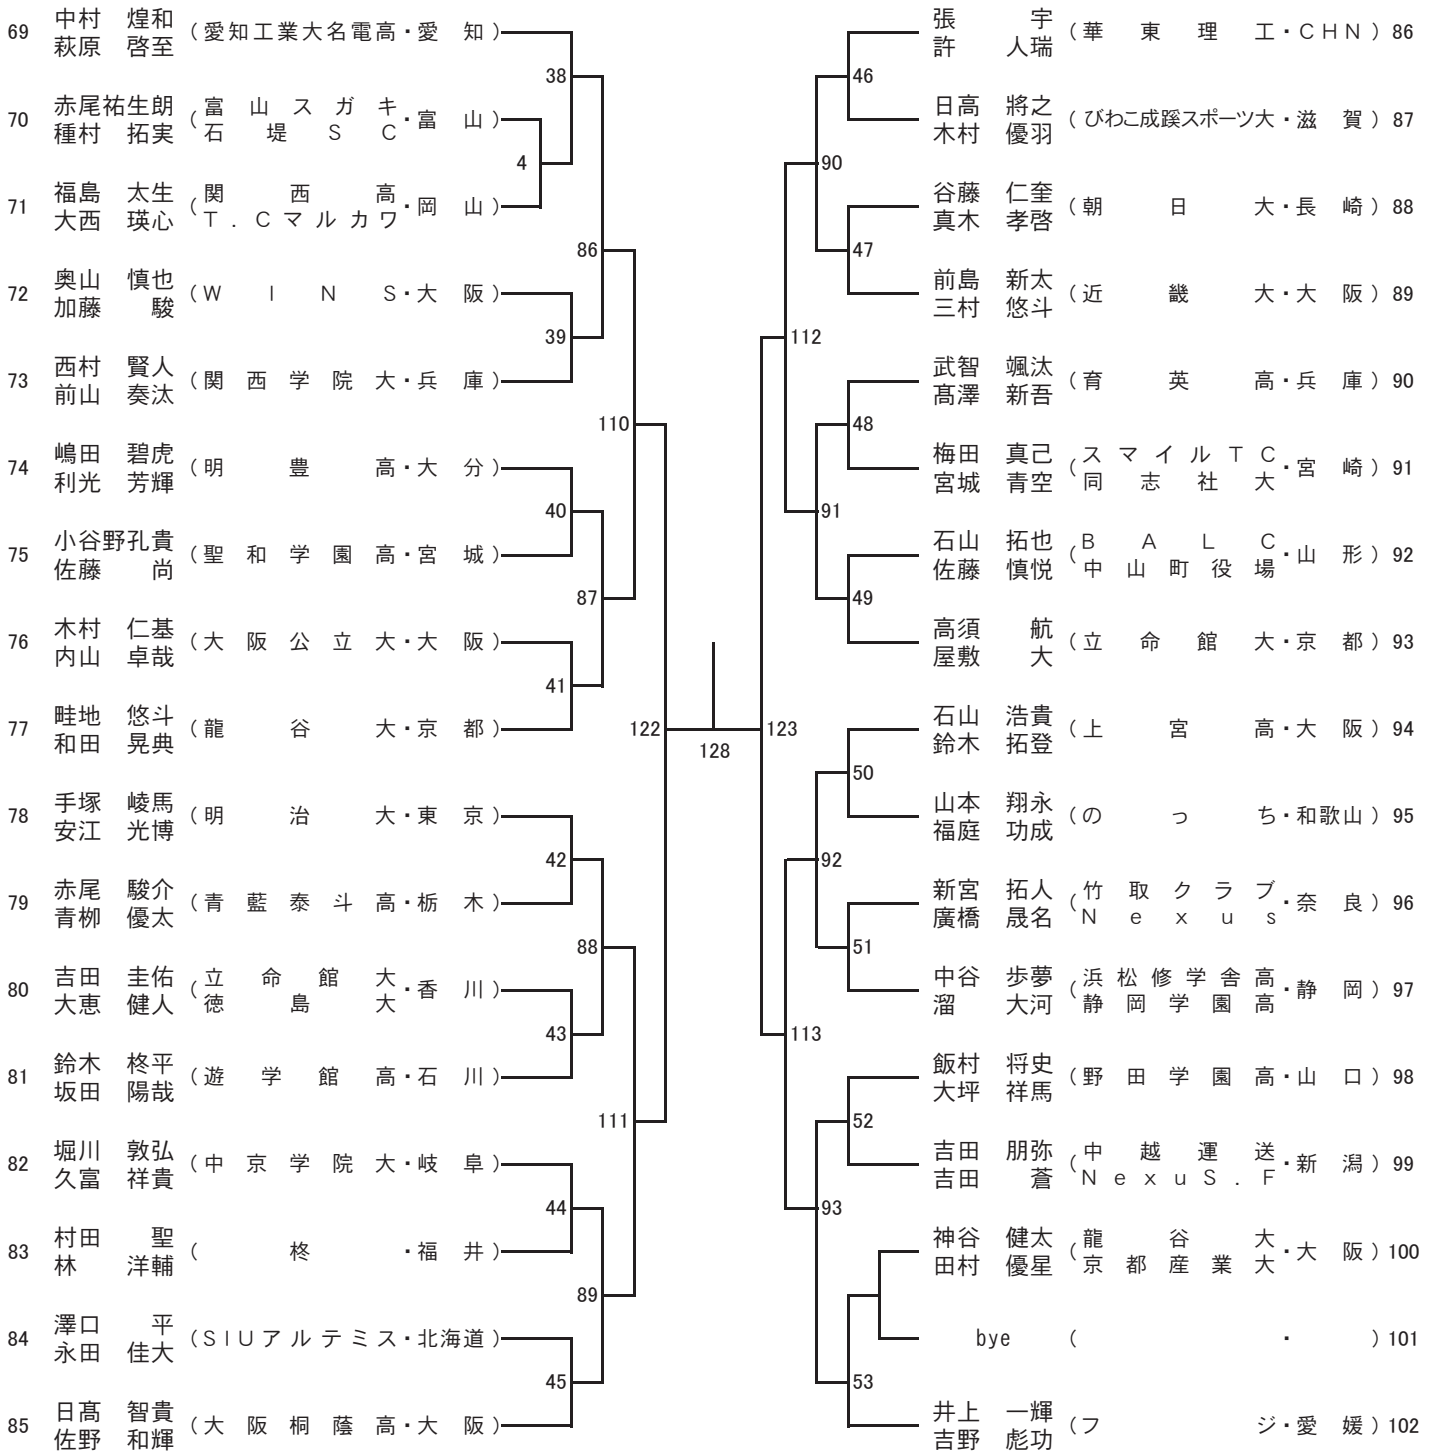 69 中村 煌和 萩原 啓至 (愛知工業大名電高・愛知)
70 赤尾祐生朗 種村 拓実 (富山スガキ 石堤SC・富山)
71 福島 太生 大西 瑛心 (関西高 T.Cマルカワ・岡山)
72 奥山 慎也 加藤 駿 (WINS・大阪)
73 西村 賢人 前山 奏汰 (関西学院大・兵庫)
74 嶋田 碧虎 利光 芳輝 (明豊高・大分)
75 小谷野孔貴 佐藤 尚 (聖和学園高・宮城)
76 木村 仁基 内山 卓哉 (大阪公立大・大阪)
77 畦地 悠斗 和田 晃典 (龍谷大・京都)
78 手塚 崚馬 安江 光博 (明治大・東京)
79 赤尾 駿介 青栁 優太 (青藍泰斗高・栃木)
80 吉田 圭佑 大恵 健人 (立命館大 徳島大・香川)
81 鈴木 柊平 坂田 陽哉 (遊学館高・石川)
82 堀川 敦弘 久富 祥貴 (中京学院大・岐阜)
83 村田 聖 林 洋輔 (柊・福井)
84 澤口 平 永田 佳大 (SIUアルテミス・北海道)
85 日髙 智貴 佐野 和輝 (大阪桐蔭高・大阪)
38
4
86
39
110
40
87
41
122
42
88
43
111
44
89
45
128
張 宇 許 人瑞 (華東理工・CHN) 86
日高 將之 木村 優羽 (びわこ成蹊スポーツ大・滋賀) 87
谷藤 仁奎 真木 孝啓 (朝日大・長崎) 88
前島 新太 三村 悠斗 (近畿大・大阪) 89
武智 颯汰 髙澤 新吾 (育英高・兵庫) 90
梅田 真己 宮城 青空 (スマイルTC 同志社大・宮崎) 91
石山 拓也 佐藤 慎悦 (BALC 中山町役場・山形) 92
高須 航 屋敷 大 (立命館大・京都) 93
石山 浩貴 鈴木 拓登 (上宮高・大阪) 94
山本 翔永 福庭 功成 (のっち・和歌山) 95
新宮 拓人 廣橋 晟名 (竹取クラブ Nexus・奈良) 96
中谷 歩夢 溜 大河 (浜松修学舎高 静岡学園高・静岡) 97
飯村 将史 大坪 祥馬 (野田学園高・山口) 98
吉田 朋弥 吉田 蒼 (中越運送 NexuS.F・新潟) 99
神谷 健太 田村 優星 (龍谷大 京都産業大・大阪) 100
bye (・) 101
井上 一輝 吉野 彪功 (フジ・愛媛) 102
46
90
47
112
48
91
49
123
50
92
51
113
52
93
53